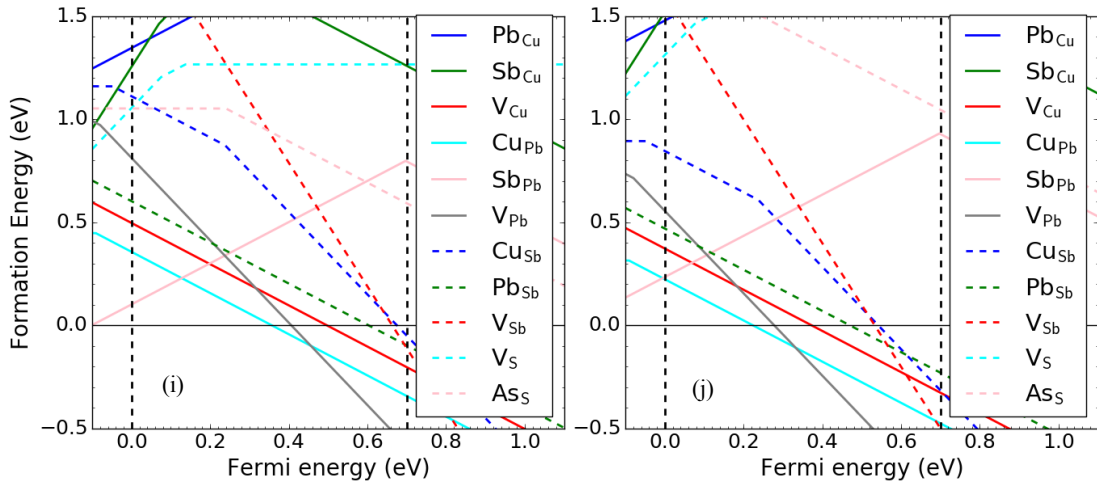 Formation Energy (eV)
1.5
1.0
0.5
0.0
−0.5
0.0
0.2
0.4
0.6
0.8
1.0
Fermi energy (eV)
(i)
Pb_Cu
Sb_Cu
V_Cu
Cu_Pb
Sb_Pb
V_Pb
Cu_Sb
Pb_Sb
V_Sb
V_S
As_S
1.5
1.0
0.5
0.0
−0.5
0.0
0.2
0.4
0.6
0.8
1.0
Fermi energy (eV)
(j)
Pb_Cu
Sb_Cu
V_Cu
Cu_Pb
Sb_Pb
V_Pb
Cu_Sb
Pb_Sb
V_Sb
V_S
As_S